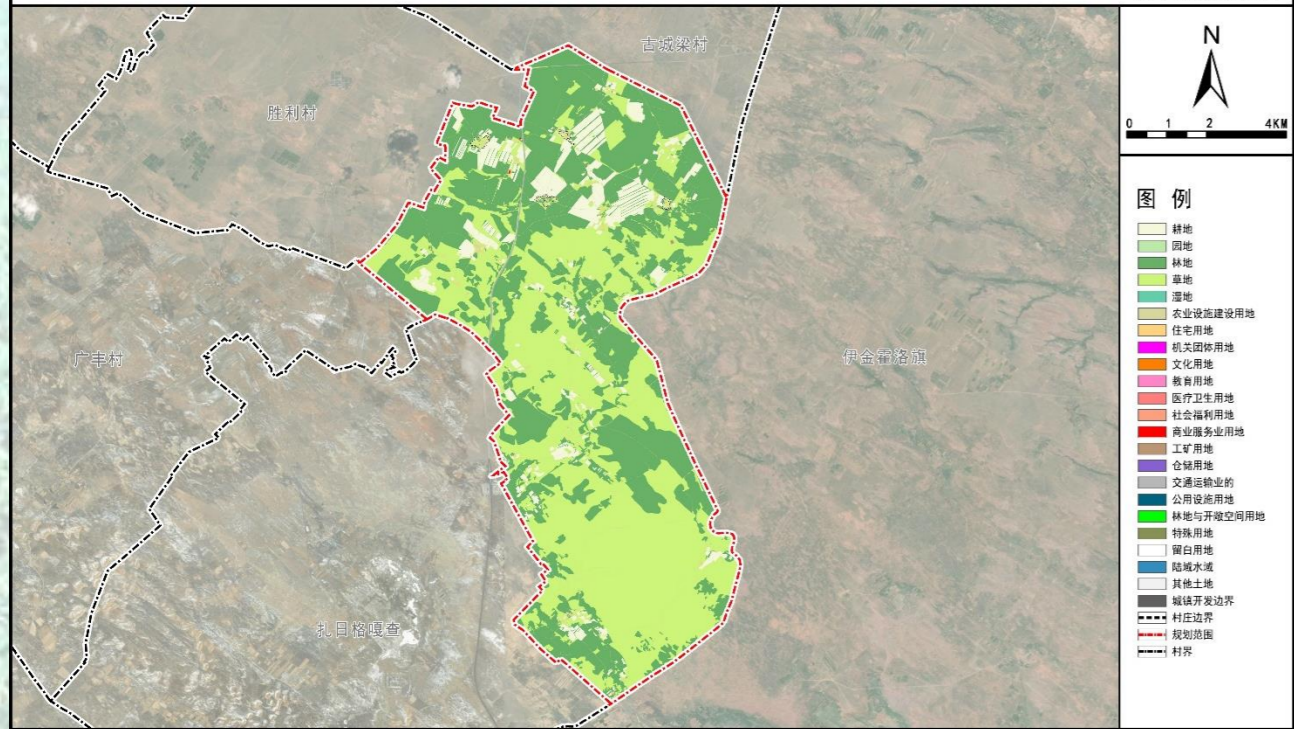 古城梁村
胜利村
广丰村
伊金霍洛旗
扎日格嘎查
N
0 1 2 4KM
图 例
耕地
园地
林地
草地
湿地
农业设施建设用地
住宅用地
机关团体用地
文化用地
教育用地
医疗卫生用地
社会福利用地
商业服务业用地
工矿用地
仓储用地
交通运输业的
公用设施用地
林地与开敞空间用地
特殊用地
留白用地
陆域水域
其他土地
城镇开发边界
村庄边界
规划范围
村界